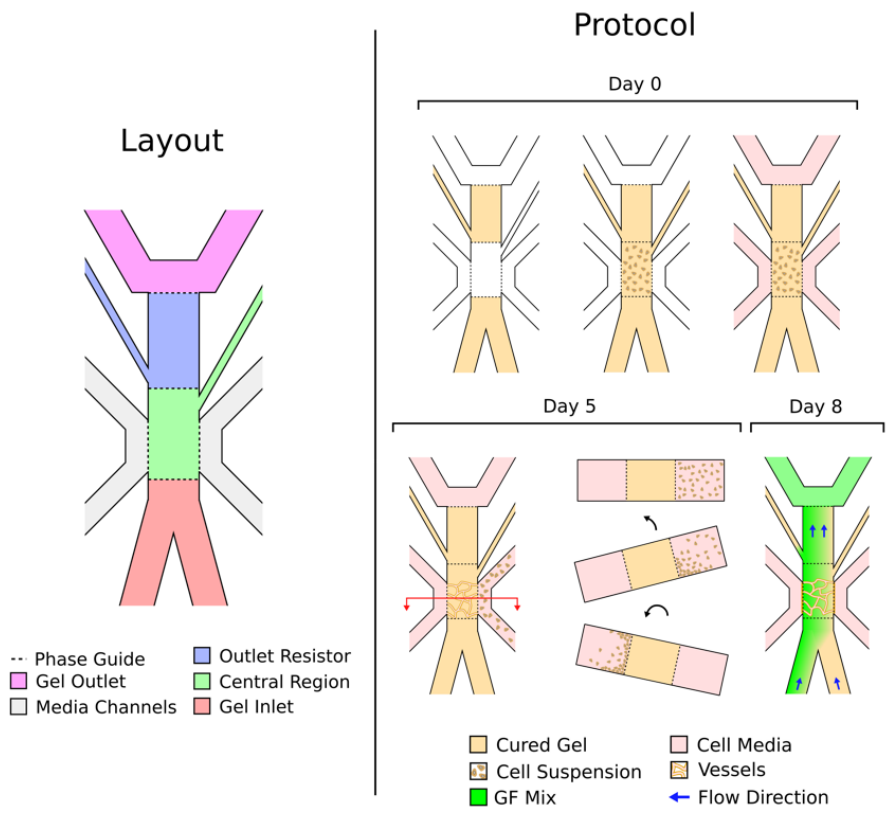 Layout
Phase Guide
Gel Outlet
Media Channels
Outlet Resistor
Central Region
Gel Inlet
Protocol
Day 0
Day 5
Day 8
Cured Gel
Cell Suspension
GF Mix
Cell Media
Vessels
Flow Direction